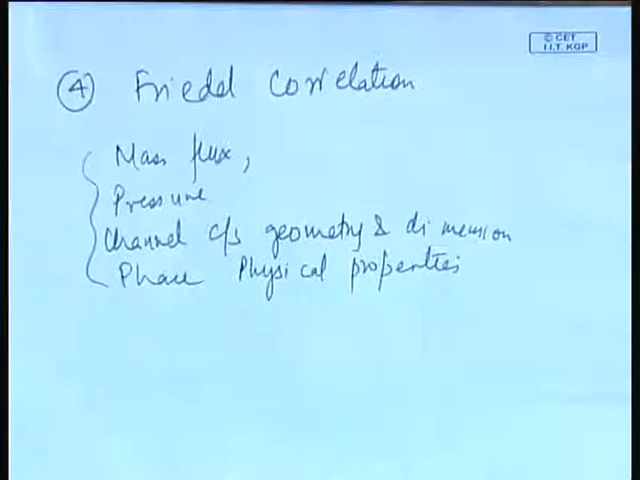 © CET
I.I.T. KGP
④ Friedel Correlation
Mass flux,
Pressure
Channel c/s geometry & dimension
Phase Physical properties